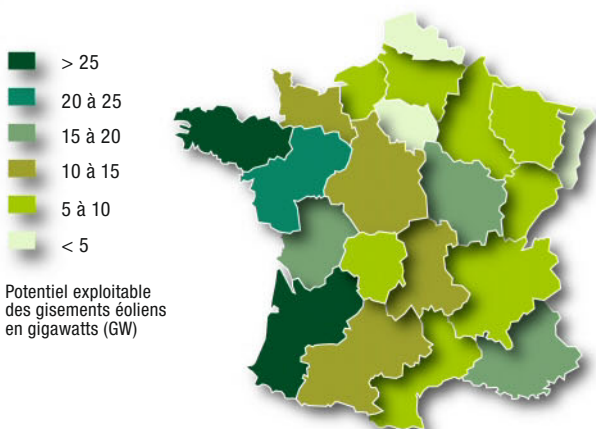 > 25
20 à 25
15 à 20
10 à 15
5 à 10
< 5
Potentiel exploitable
des gisements éoliens
en gigawatts (GW)